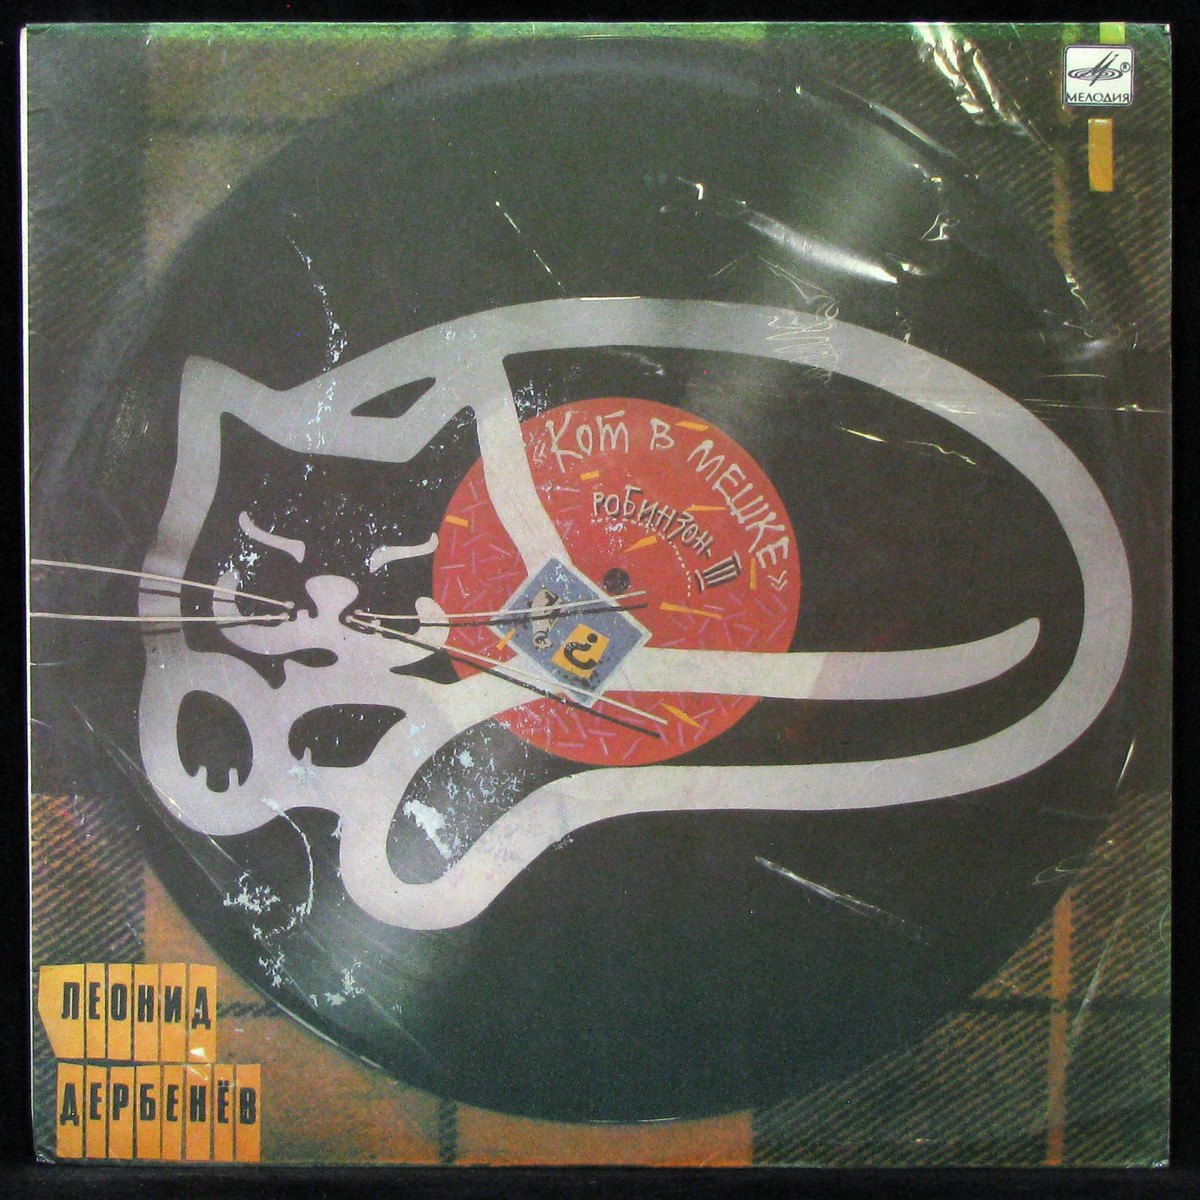 МЕЛОДИЯ
«КОТ В МЕШКЕ»
РОБИНЗОН-III
ЛЕОНИД
ДЕРБЕНЁВ